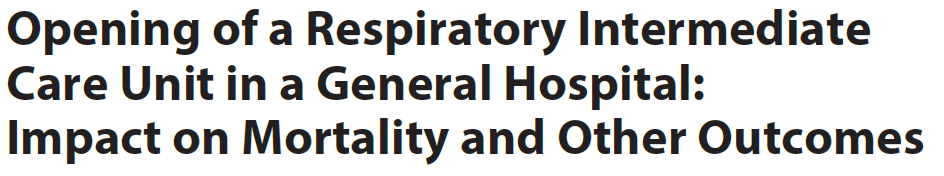 Opening of a Respiratory Intermediate
Care Unit in a General Hospital:
Impact on Mortality and Other Outcomes